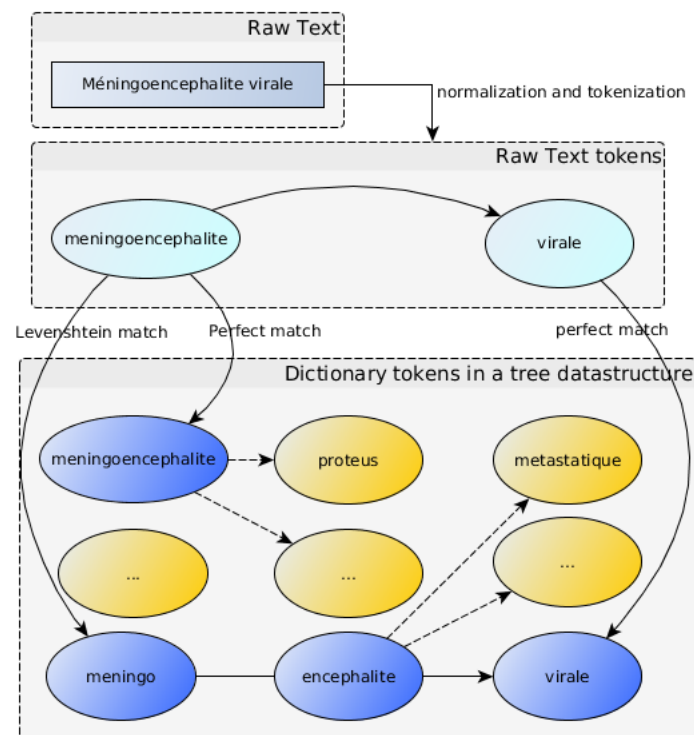 Raw Text
Méningoencephalite virale
normalization and tokenization
Raw Text tokens
meningoencephalite
virale
Levenshtein match
Perfect match
perfect match
Dictionary tokens in a tree datastructure
meningoencephalite
proteus
metastatique
...
...
...
meningo
encephalite
virale